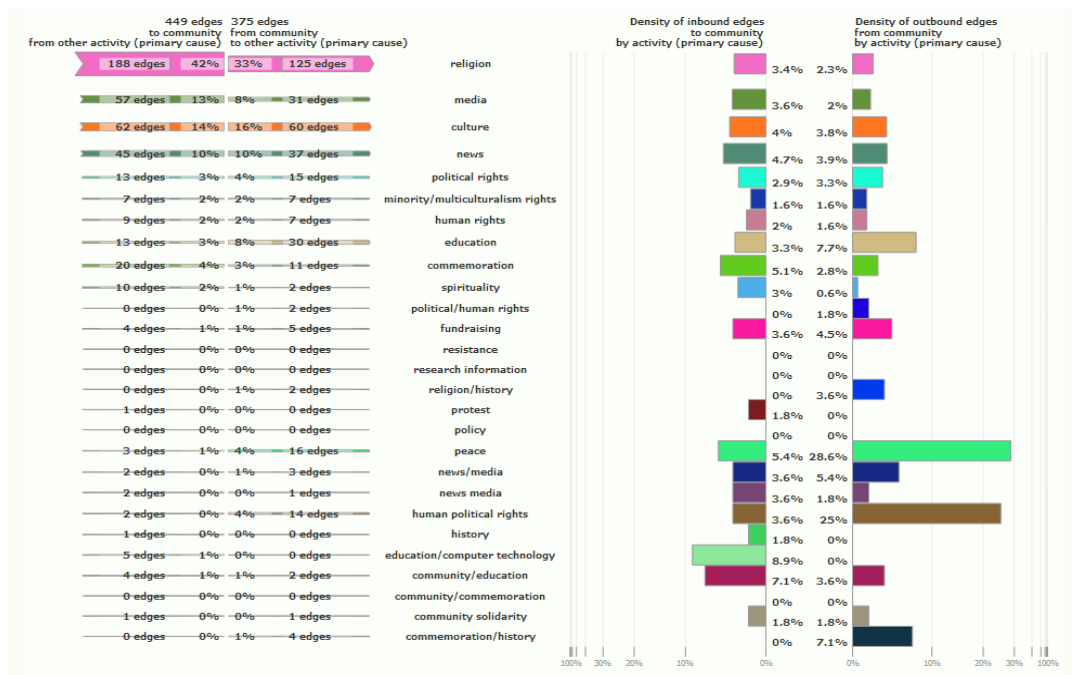 449 edges
to community
from other activity (primary cause)
375 edges
from community
to other activity (primary cause)
Density of inbound edges
to community
by activity (primary cause)
Density of outbound edges
from community
by activity (primary cause)
188 edges 42% 33% 125 edges religion 3.4% 2.3%
57 edges 13% 8% 31 edges media 3.6% 2%
62 edges 14% 16% 60 edges culture 4% 3.8%
45 edges 10% 10% 37 edges news 4.7% 3.9%
13 edges 3% 4% 15 edges political rights 2.9% 3.3%
7 edges 2% 2% 7 edges minority/multiculturalism rights 1.6% 1.6%
9 edges 2% 2% 7 edges human rights 2% 1.6%
13 edges 3% 8% 30 edges education 3.3% 7.7%
20 edges 4% 3% 11 edges commemoration 5.1% 2.8%
10 edges 2% 1% 2 edges spirituality 3% 0.6%
0 edges 0% 1% 2 edges political/human rights 0% 1.8%
4 edges 1% 1% 5 edges fundraising 3.6% 4.5%
0 edges 0% 0% 0 edges resistance 0% 0%
0 edges 0% 0% 0 edges research information 0% 0%
0 edges 0% 1% 2 edges religion/history 0% 3.6%
1 edges 0% 0% 0 edges protest 1.8% 0%
0 edges 0% 0% 0 edges policy 0% 0%
3 edges 1% 4% 16 edges peace 5.4% 28.6%
2 edges 0% 1% 3 edges news/media 3.6% 5.4%
2 edges 0% 0% 1 edges news media 3.6% 1.8%
2 edges 0% 4% 14 edges human political rights 3.6% 25%
1 edges 0% 0% 0 edges history 1.8% 0%
5 edges 1% 0% 0 edges education/computer technology 8.9% 0%
4 edges 1% 1% 2 edges community/education 7.1% 3.6%
0 edges 0% 0% 0 edges community/commemoration 0% 0%
1 edges 0% 0% 1 edges community solidarity 1.8% 1.8%
0 edges 0% 1% 4 edges commemoration/history 0% 7.1%
100% 30% 20% 10% 0% 0% 10% 20% 30% 100%